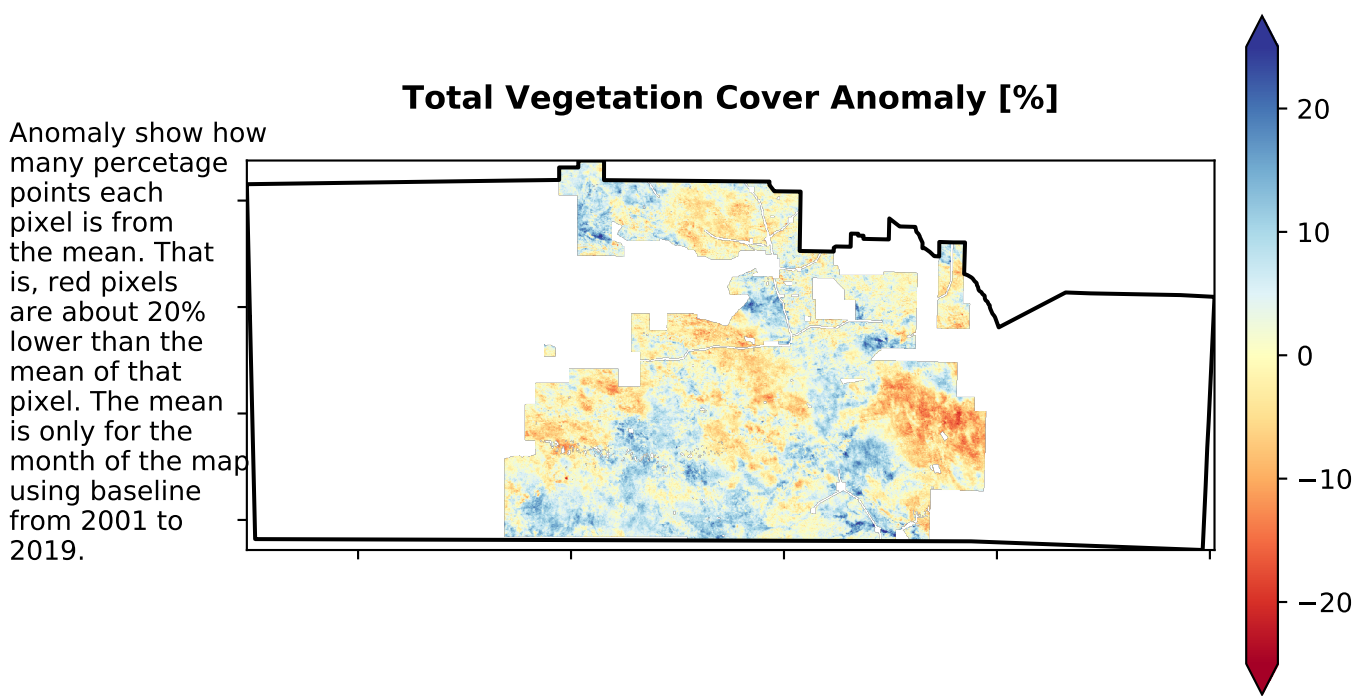 Total Vegetation Cover Anomaly [%]
Anomaly show how
many percetage
points each
pixel is from
the mean. That
is, red pixels
are about 20%
lower than the
mean of that
pixel. The mean
is only for the
month of the map
using baseline
from 2001 to
2019.
20
10
0
−10
−20